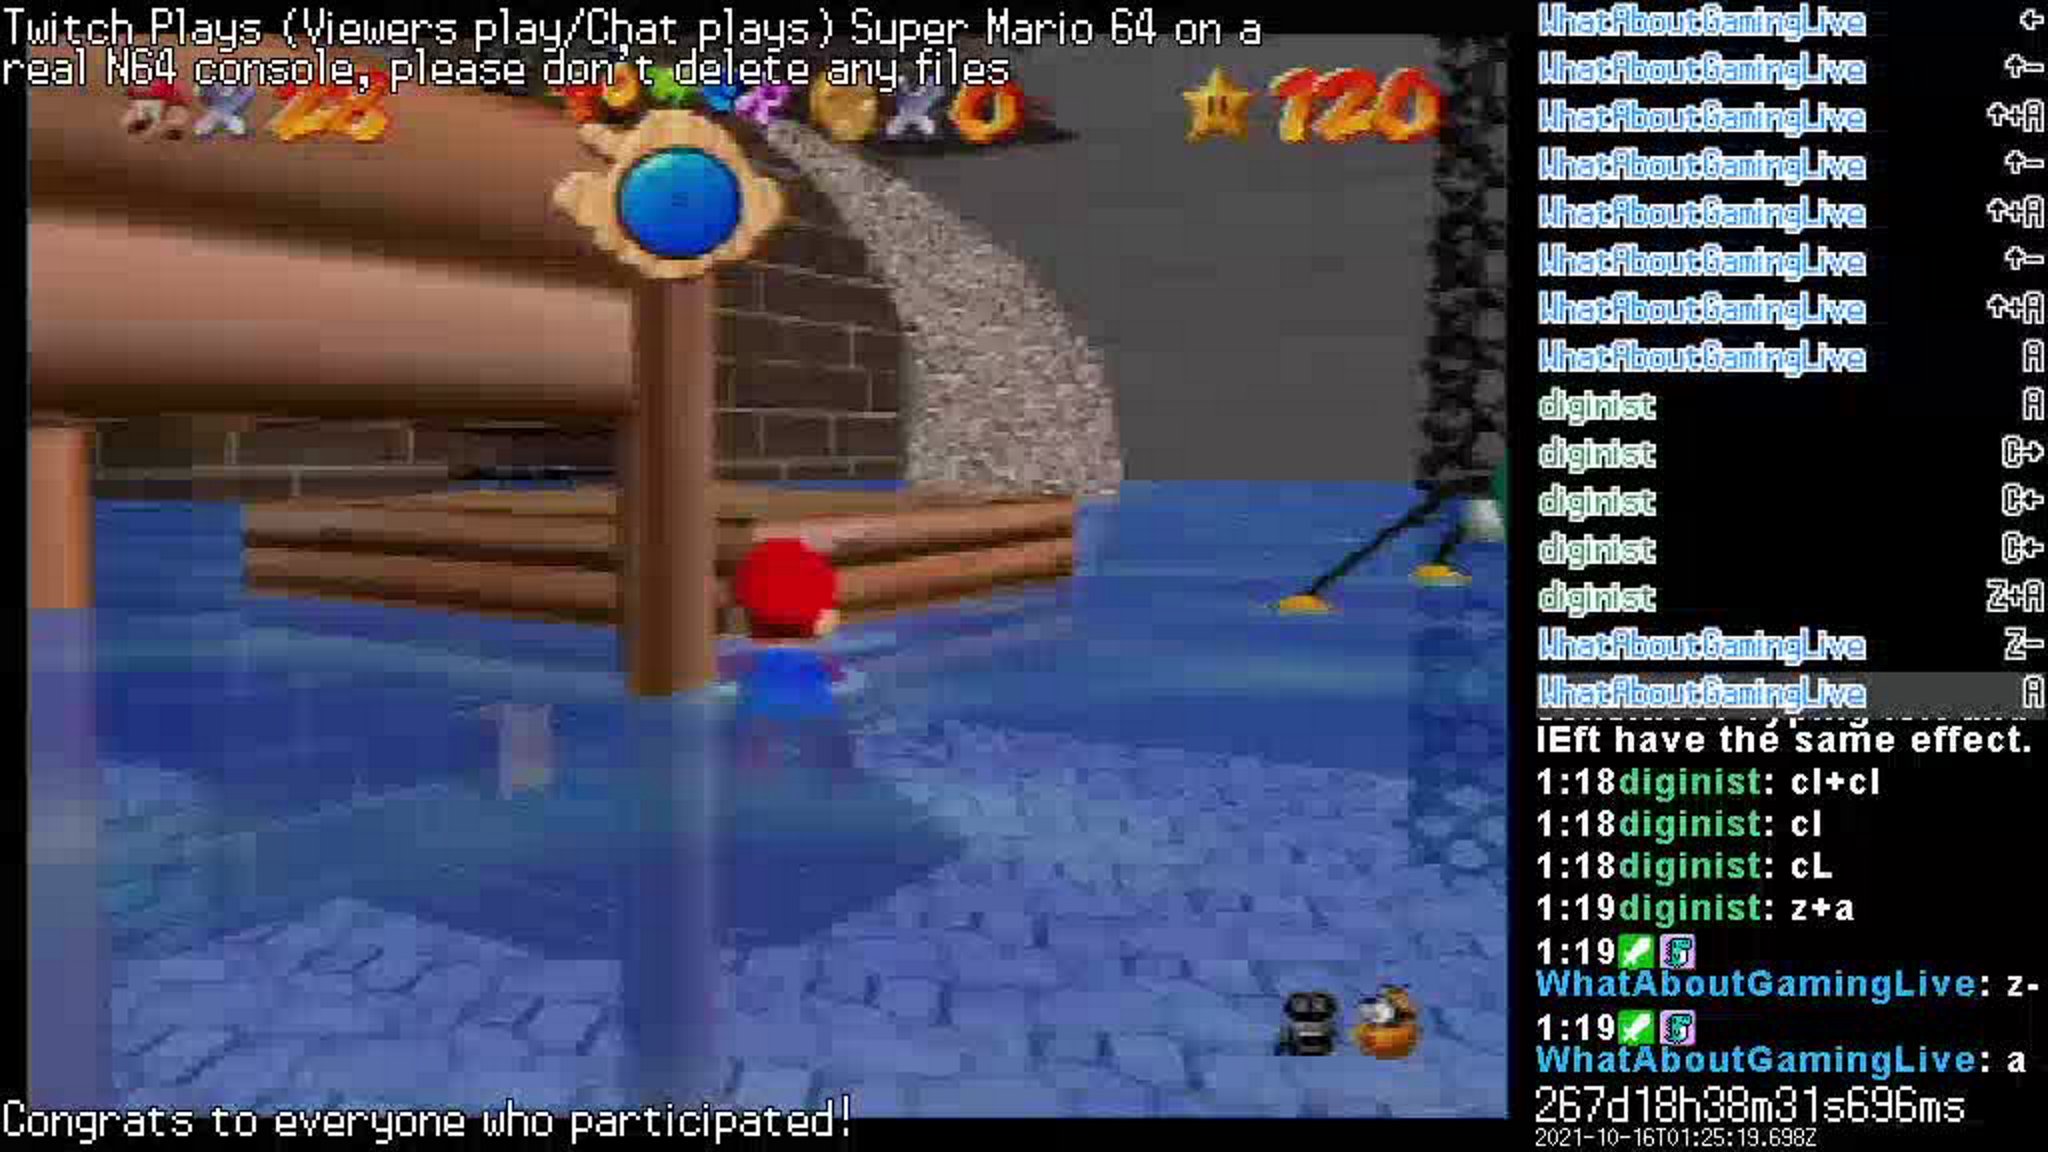 Twitch Plays (Viewers play/Chat plays) Super Mario 64 on a
real N64 console, please don't delete any files
120
WhatAboutGamingLive ←
WhatAboutGamingLive ↑-
WhatAboutGamingLive ↑+A
WhatAboutGamingLive ↑-
WhatAboutGamingLive ↑+A
WhatAboutGamingLive ↑-
WhatAboutGamingLive ↑+A
WhatAboutGamingLive A
diginist A
diginist C→
diginist C←
diginist C←
diginist Z+A
WhatAboutGamingLive Z-
WhatAboutGamingLive A
lEft have the same effect.
1:18diginist: cl+cl
1:18diginist: cl
1:18diginist: cL
1:19diginist: z+a
1:19
WhatAboutGamingLive: z-
1:19
WhatAboutGamingLive: a
267d18h38m31s696ms
2021-10-16T01:25:19.698Z
Congrats to everyone who participated!